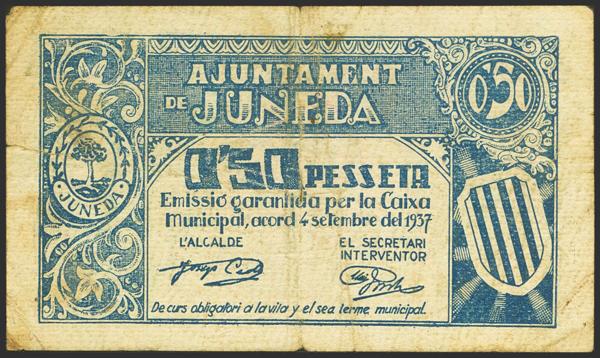 AJUNTAMENT
DE JUNEDA
0'50
0'50 PESSETA
Emissió garantida per la Caixa
Municipal, acord 4 setembre del 1937
L'ALCALDE
EL SECRETARI
INTERVENTOR
JUNEDA
De curs obligatori a la vila y el sea terme municipal.